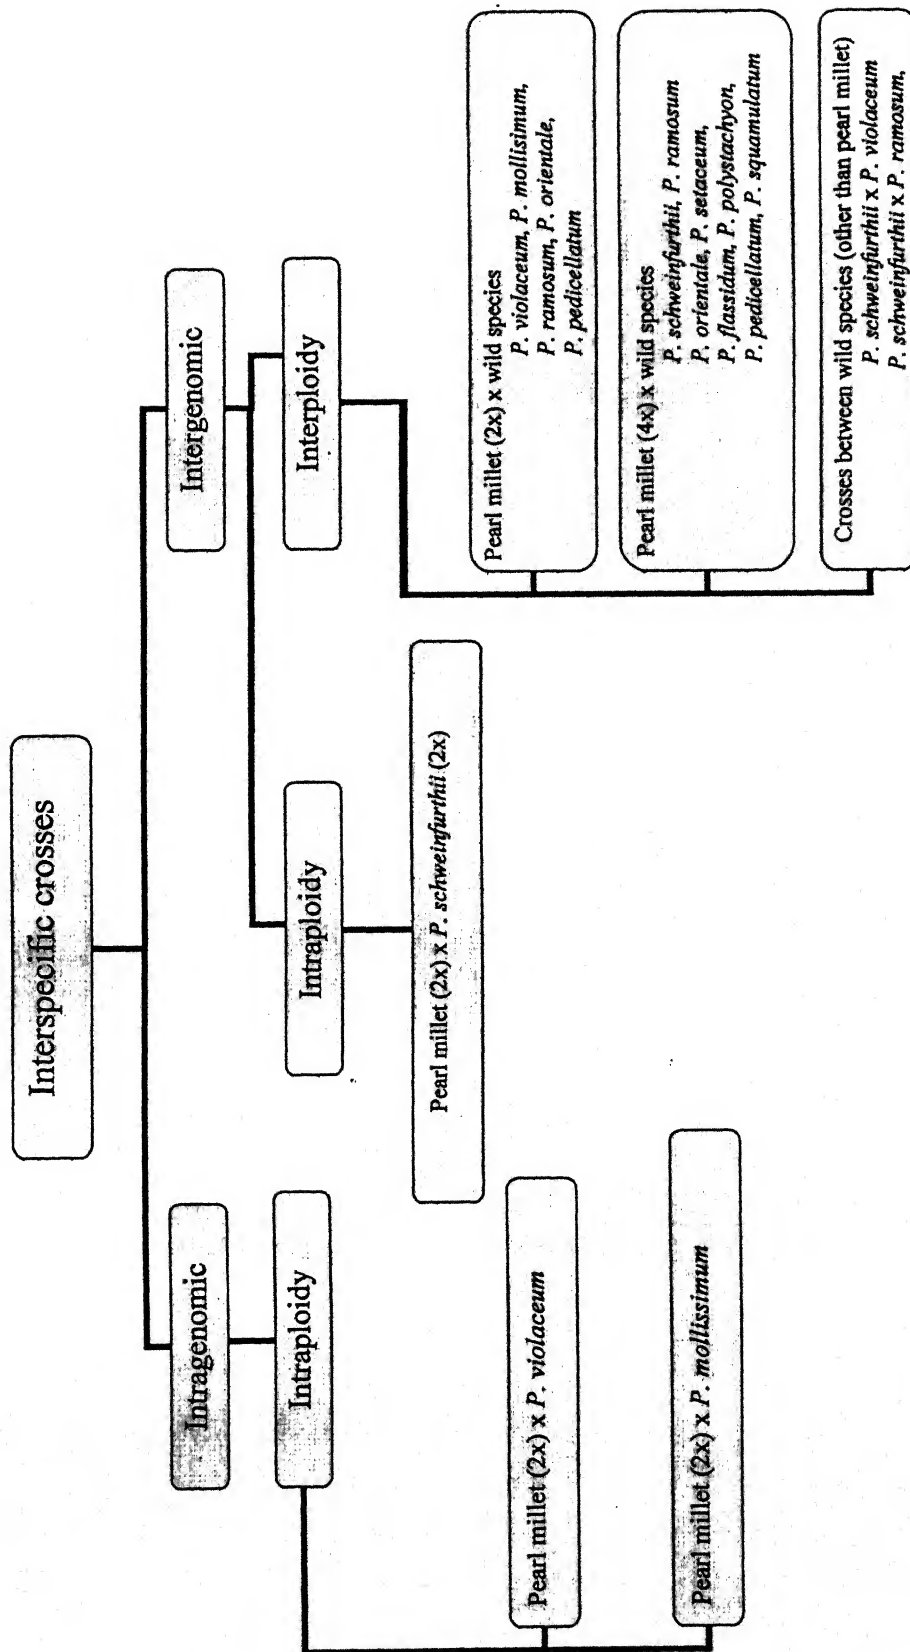 Interspecific crosses
Intragenomic
Intergenomic
Intraploidy
Intraploidy
Interploidy
Pearl millet (2x) x P. violaceum
Pearl millet (2x) x P. mollissimum
Pearl millet (2x) x P. schweinfurthii (2x)
Pearl millet (2x) x wild species
P. violaceum, P. mollisimum,
P. ramosum, P. orientale,
P. pedicellatum
Pearl millet (4x) x wild species
P. schweinfurthii, P. ramosum
P. orientale, P. setaceum,
P. flassidum, P. polystachyon,
P. pedicellatum, P. squamulatum
Crosses between wild species (other than pearl millet)
P. schweinfurthii x P. violaceum
P. schweinfurthii x P. ramosum,